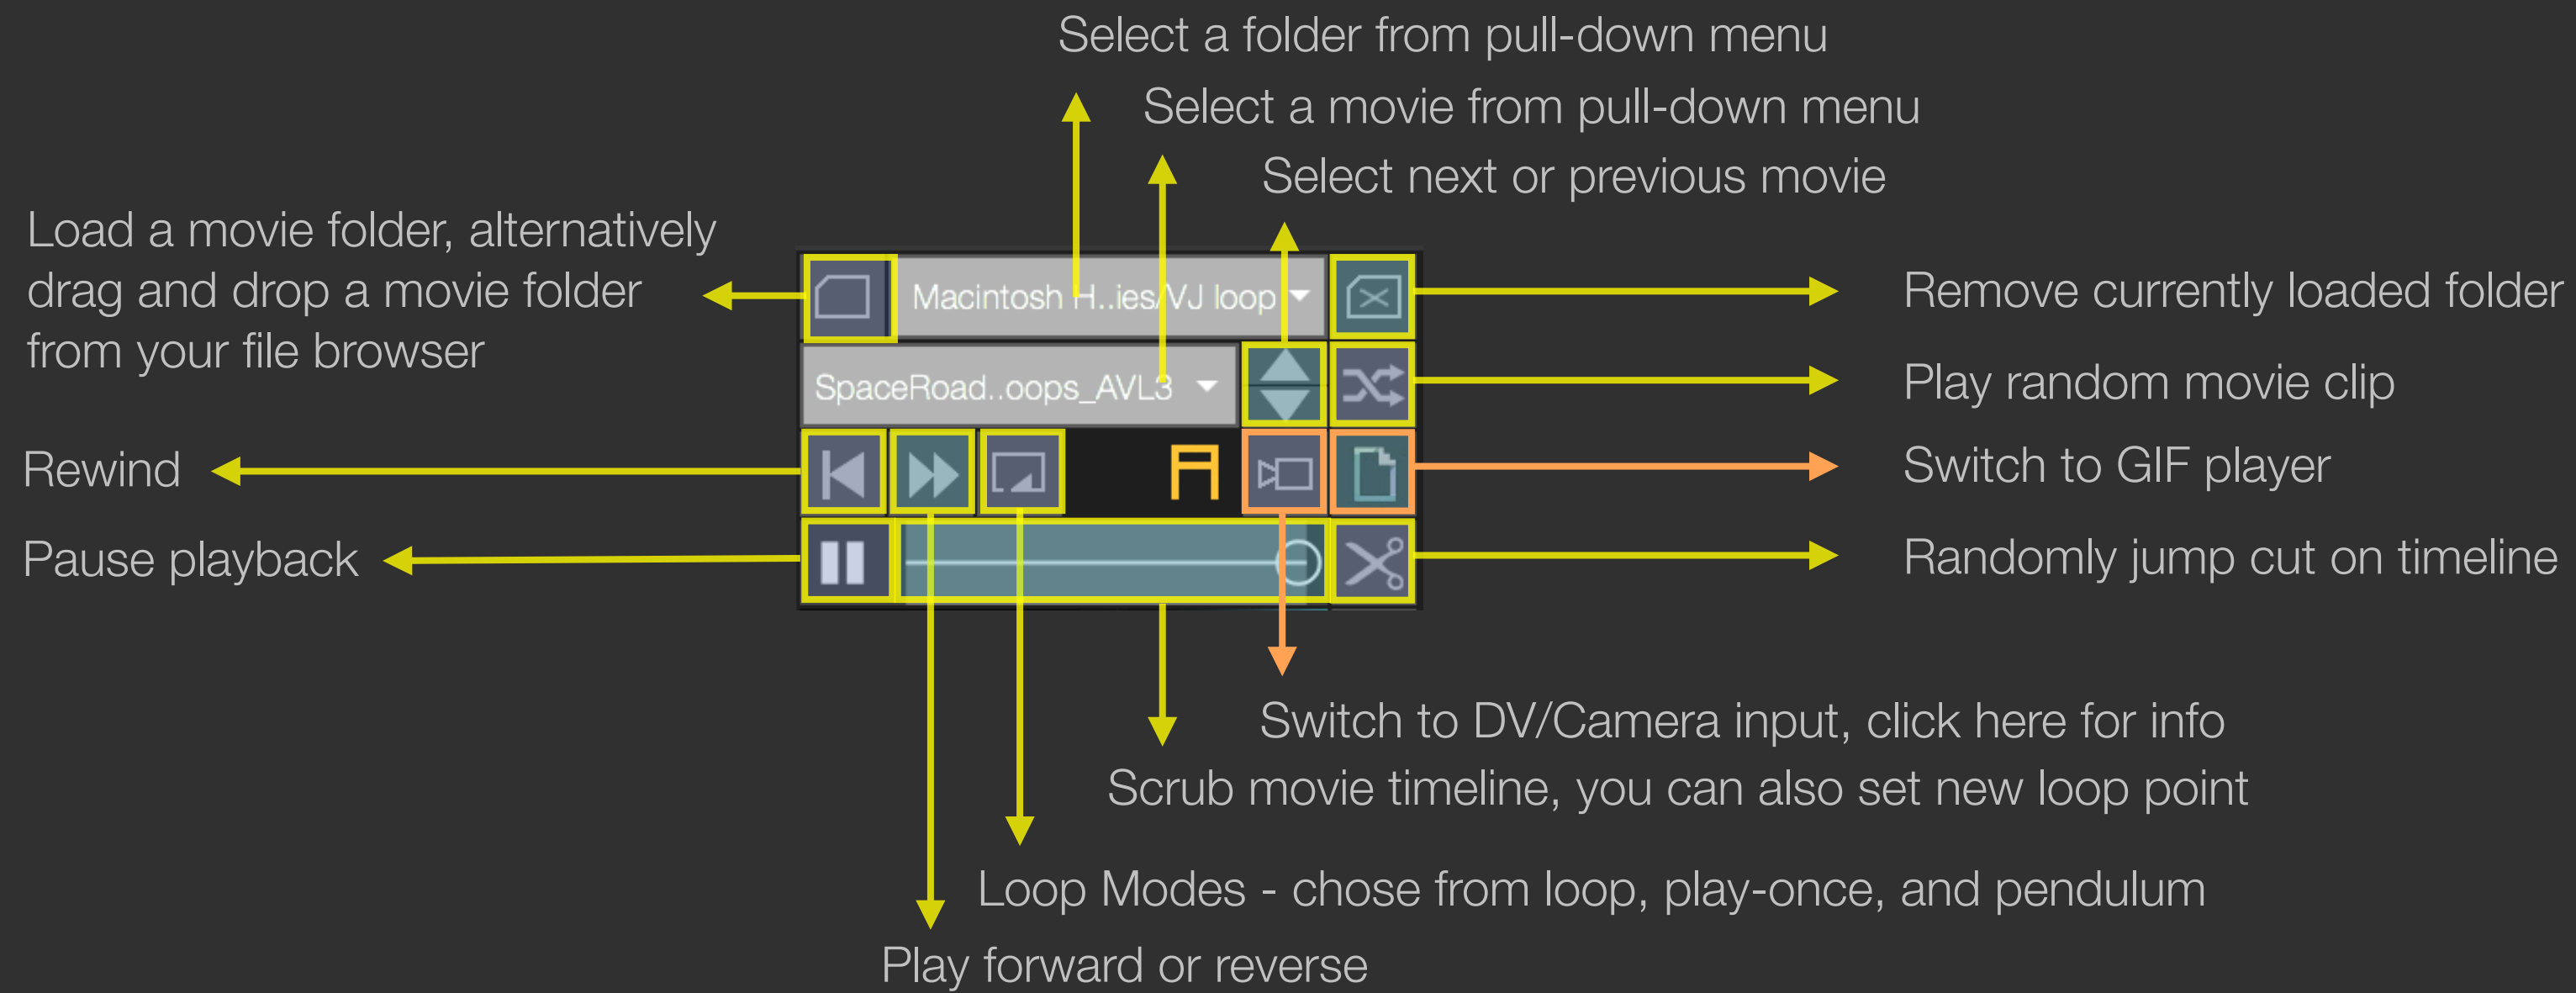 Select a folder from pull-down menu
Select a movie from pull-down menu
Select next or previous movie
Load a movie folder, alternatively
drag and drop a movie folder
from your file browser
Macintosh H..ies/VJ loop
Remove currently loaded folder
SpaceRoad..oops_AVL3
Play random movie clip
Rewind
A
Switch to GIF player
Pause playback
Randomly jump cut on timeline
Switch to DV/Camera input, click here for info
Scrub movie timeline, you can also set new loop point
Loop Modes - chose from loop, play-once, and pendulum
Play forward or reverse